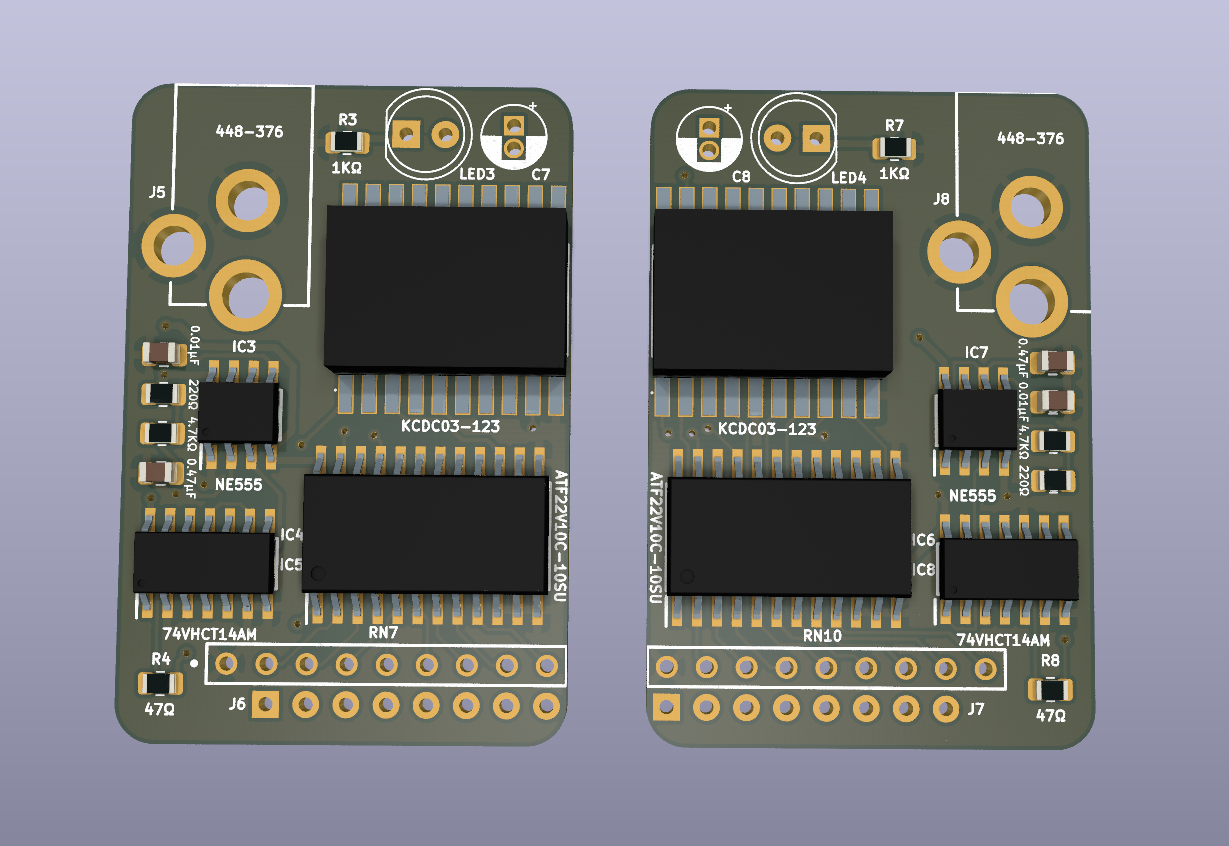 448-376
R3
1KΩ
LED3
+
C7
J5
0.01µF
220Ω
4.7KΩ
0.47µF
IC3
NE555
KCDC03-123
ATF22V10C-10SU
IC4
IC5
74VHCT14AM
RN7
R4
47Ω
J6
+
C8
LED4
R7
1KΩ
448-376
J8
KCDC03-123
ATF22V10C-10SU
IC7
NE555
0.47µF
0.01µF
4.7KΩ
220Ω
IC6
IC8
74VHCT14AM
RN10
R8
47Ω
J7